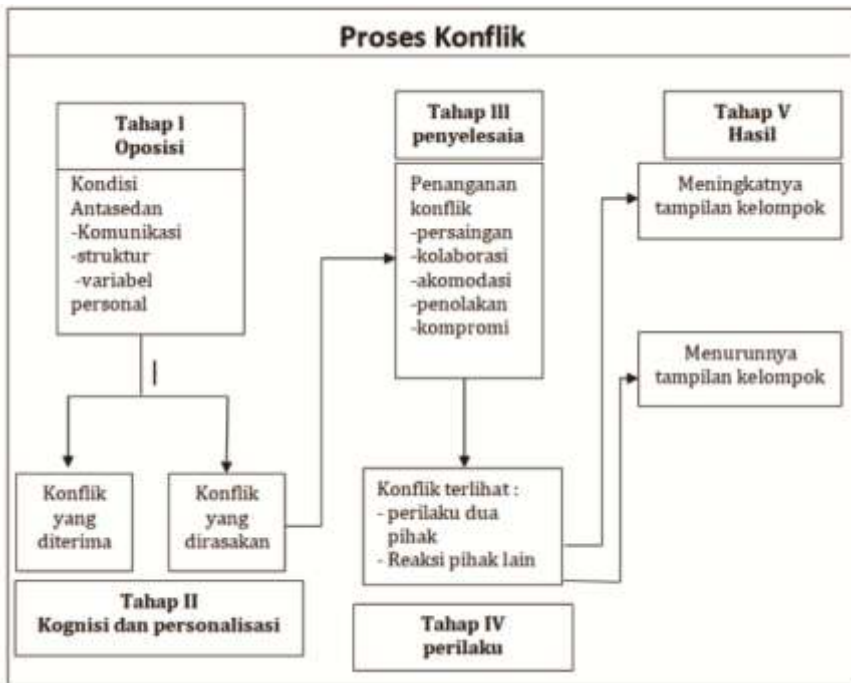 Proses Konflik
Tahap I
Oposisi
Kondisi
Antasedan
-Komunikasi
-struktur
-variabel
personal
Konflik
yang
diterima
Konflik
yang
dirasakan
Tahap II
Kognisi dan personalisasi
Tahap III
penyelesaia
Penanganan
konflik
-persaingan
-kolaborasi
-akomodasi
-penolakan
-kompromi
Konflik terlihat :
- perilaku dua
pihak
- Reaksi pihak lain
Tahap IV
perilaku
Tahap V
Hasil
Meningkatnya
tampilan kelompok
Menurunnya
tampilan kelompok